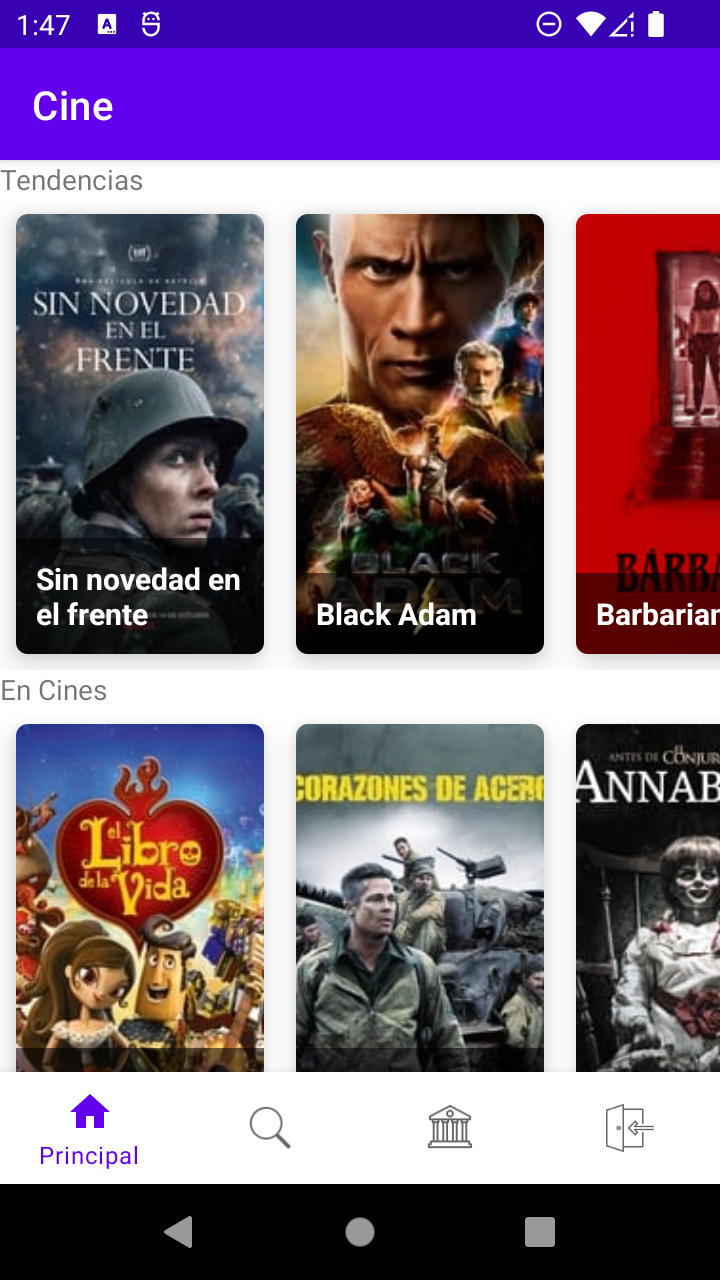 1:47
Cine
Tendencias
SIN NOVEDAD
EN EL
FRENTE
Sin novedad en
el frente
BLACK
ADAM
Black Adam
BARBA
Barbarian
En Cines
el Libro
de la Vida
CORAZONES DE ACERO
ANTES DE EL CONJUR
ANNAB
Principal